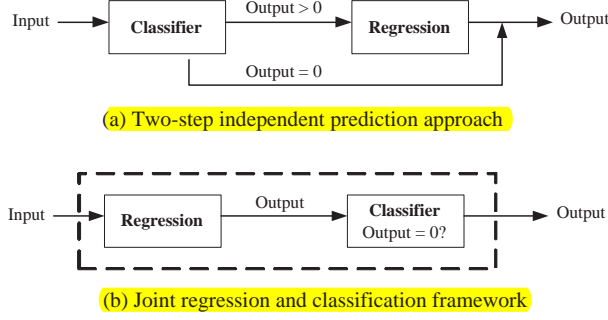 Input
Classifier
Output > 0
Regression
Output
Output = 0
(a) Two-step independent prediction approach
Input
Regression
Output
Classifier
Output = 0?
Output
(b) Joint regression and classification framework